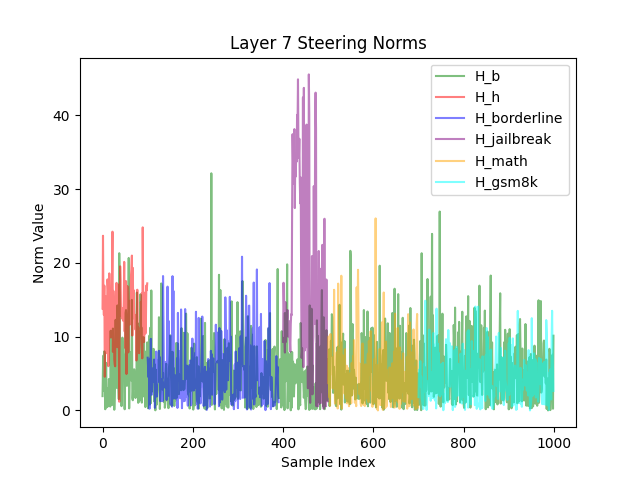 Layer 7 Steering Norms
H_b
H_h
H_borderline
H_jailbreak
H_math
H_gsm8k
Norm Value
40
30
20
10
0
0 200 400 600 800 1000
Sample Index